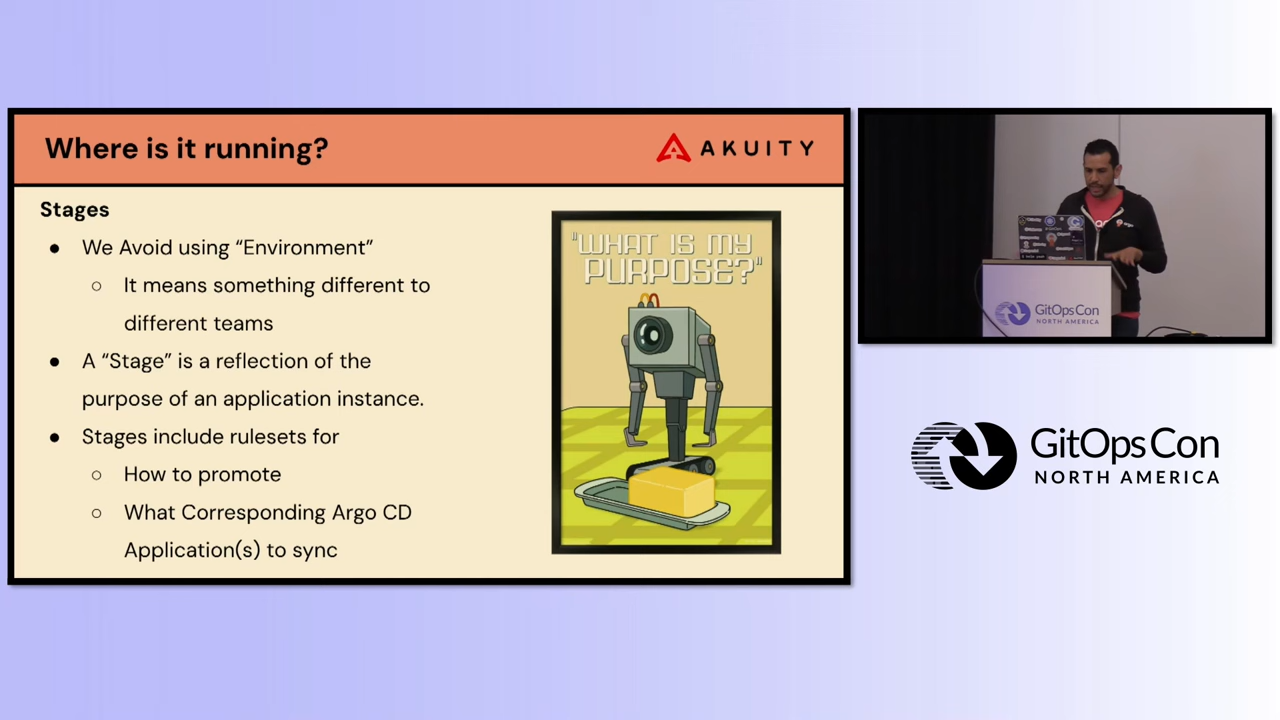 Where is it running?
AKUITY
Stages
● We Avoid using “Environment”
○ It means something different to
different teams
● A “Stage” is a reflection of the
purpose of an application instance.
● Stages include rulesets for
○ How to promote
○ What Corresponding Argo CD
Application(s) to sync
"WHAT IS MY
PURPOSE?"
GitOpsCon
NORTH AMERICA
GitOpsCon
NORTH AMERICA